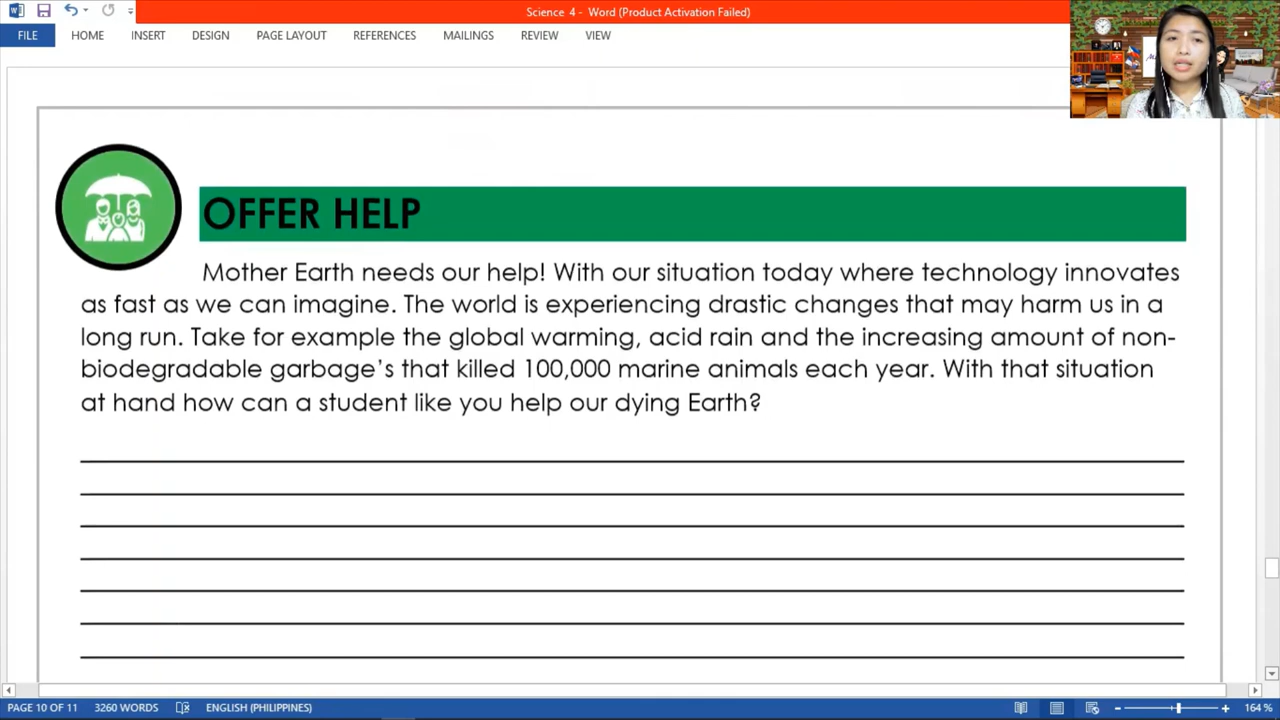 Science 4 - Word (Product Activation Failed)
FILE HOME INSERT DESIGN PAGE LAYOUT REFERENCES MAILINGS REVIEW VIEW
OFFER HELP
Mother Earth needs our help! With our situation today where technology innovates
as fast as we can imagine. The world is experiencing drastic changes that may harm us in a
long run. Take for example the global warming, acid rain and the increasing amount of non-
biodegradable garbage’s that killed 100,000 marine animals each year. With that situation
at hand how can a student like you help our dying Earth?
PAGE 10 OF 11 3260 WORDS ENGLISH (PHILIPPINES) 164 %